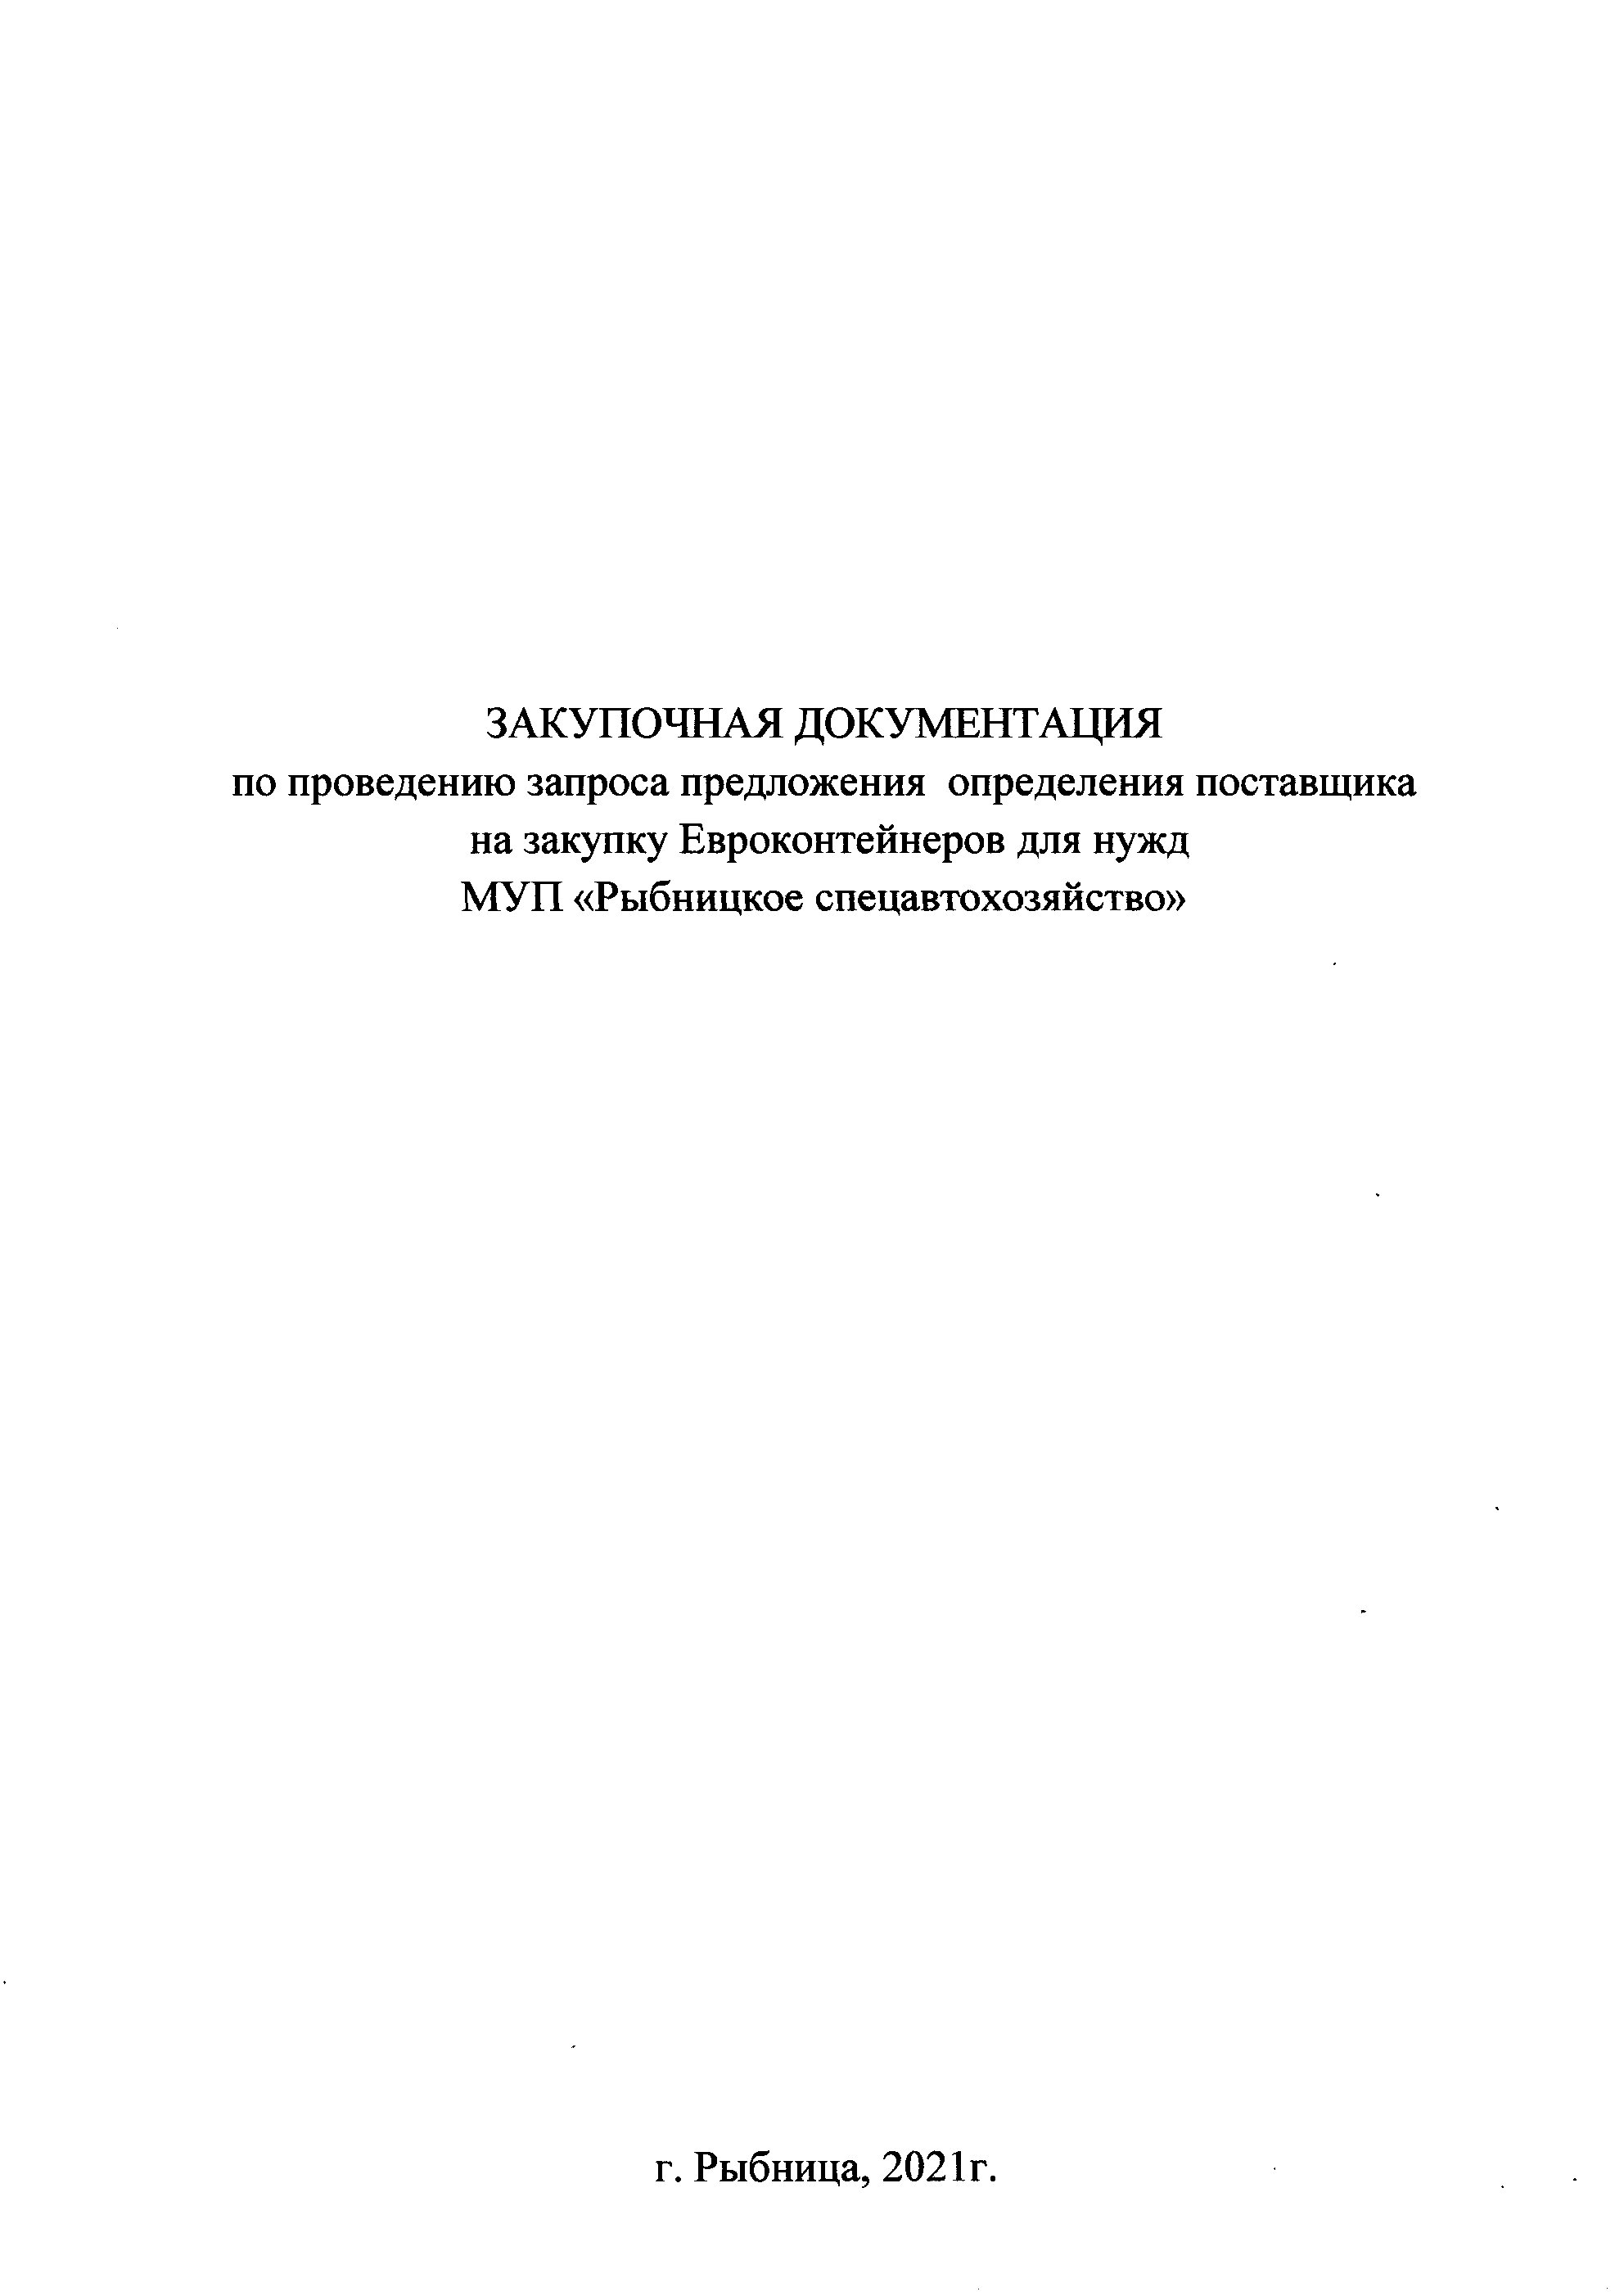 ЗАКУПОЧНАЯ ДОКУМЕНТАЦИЯ
по проведению запроса предложения определения поставщика
на закупку Евроконтейнеров для нужд
МУП «Рыбницкое спецавтохозяйство»
г. Рыбница, 2021г.